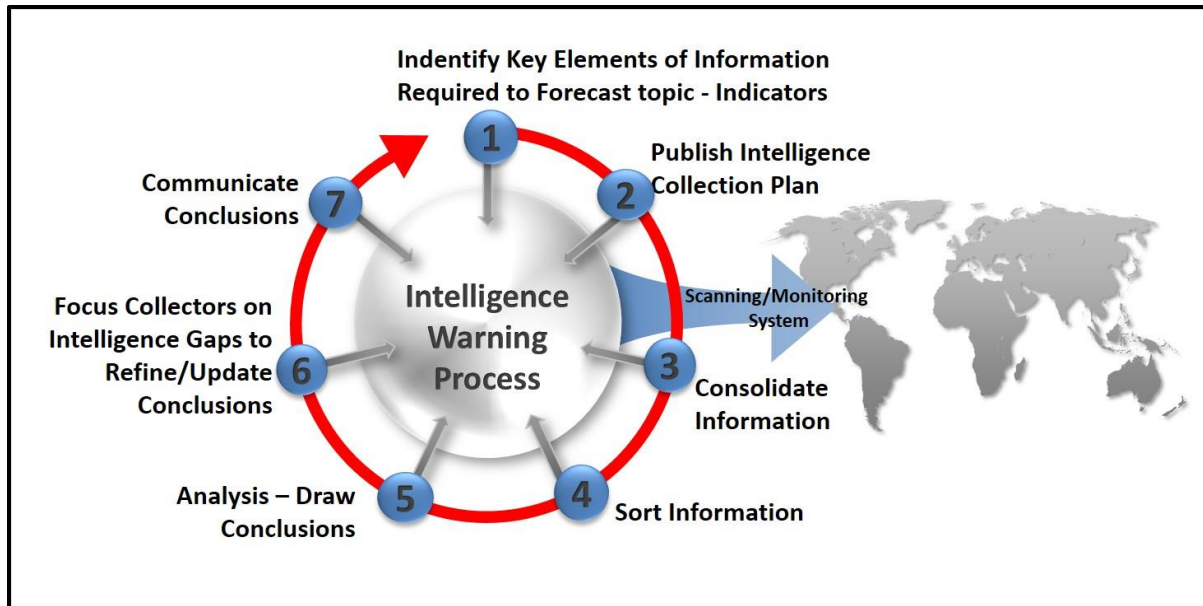 Indentify Key Elements of Information
Required to Forecast topic - Indicators
1
Publish Intelligence
Collection Plan
2
Scanning/Monitoring
System
3
Consolidate
Information
4
Sort Information
5
Analysis – Draw
Conclusions
6
Focus Collectors on
Intelligence Gaps to
Refine/Update
Conclusions
7
Communicate
Conclusions
Intelligence
Warning
Process